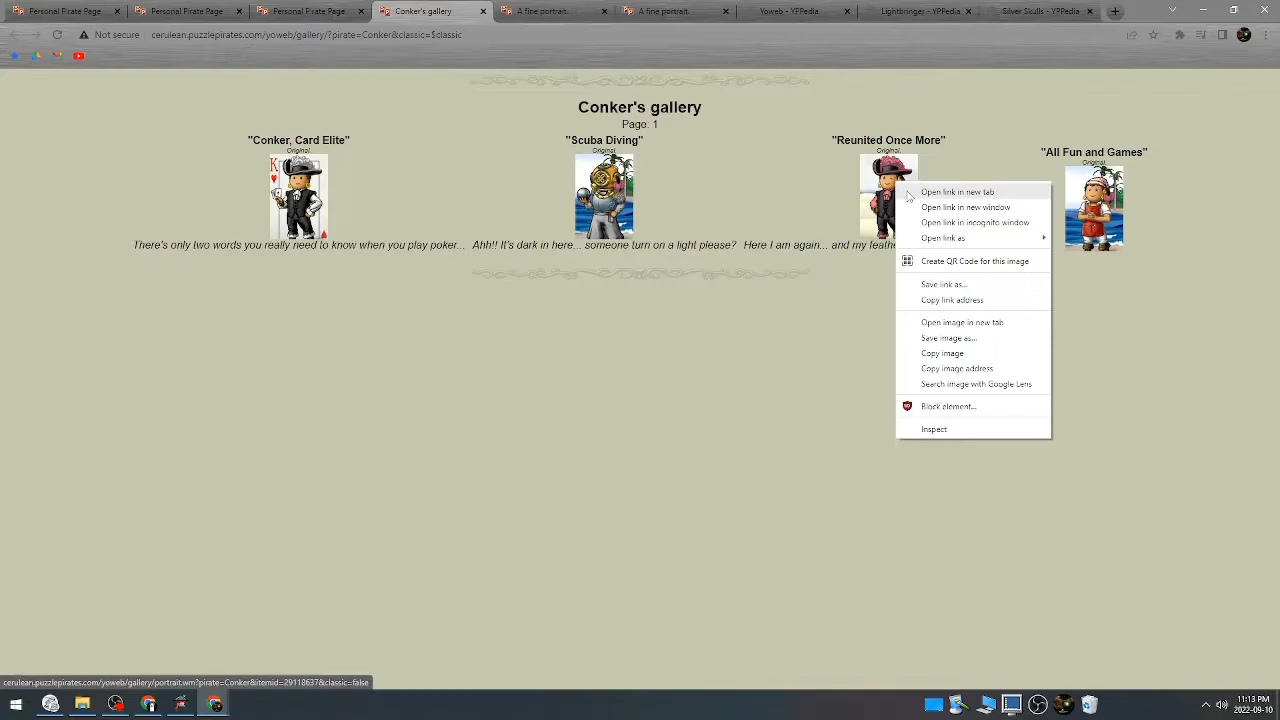 Personal Pirate Page
Personal Pirate Page
Personal Pirate Page
Conker's gallery
A fine portrait.
A fine portrait.
Yoweb - YPPedia
Lightbringer - YPPedia
Silver Skulls - YPPedia
Not secure
cerulean.puzzlepirates.com/yoweb/gallery/?pirate=Conker&classic=$classic
Conker's gallery
Page: 1
"Conker, Card Elite"
Original.
K
There's only two words you really need to know when you play poker...
"Scuba Diving"
Original.
Ahh!! It's dark in here... someone turn on a light please?
"Reunited Once More"
Original.
Here I am again... and my feathe
"All Fun and Games"
Original.
Open link in new tab
Open link in new window
Open link in incognito window
Open link as
Create QR Code for this image
Save link as...
Copy link address
Open image in new tab
Save image as...
Copy image
Copy image address
Search image with Google Lens
Block element...
Inspect
cerulean.puzzlepirates.com/yoweb/gallery/portrait.wm?pirate=Conker&itemid=29118637&classic=false
11:13 PM
2022-09-10